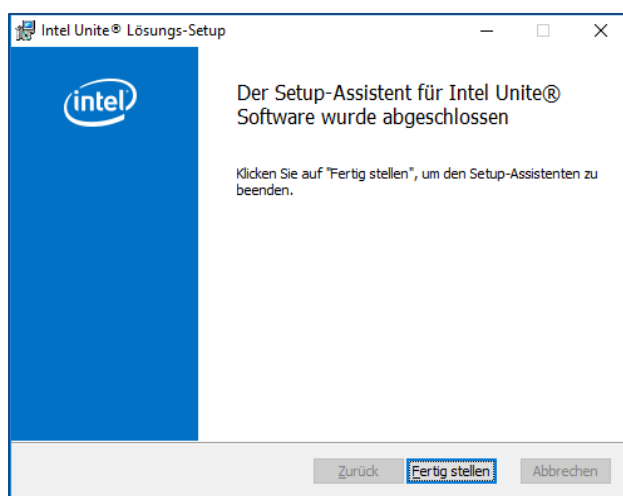 Intel Unite® Lösungs-Setup
intel
Der Setup-Assistent für Intel Unite®
Software wurde abgeschlossen
Klicken Sie auf "Fertig stellen", um den Setup-Assistenten zu
beenden.
Zurück Fertig stellen Abbrechen